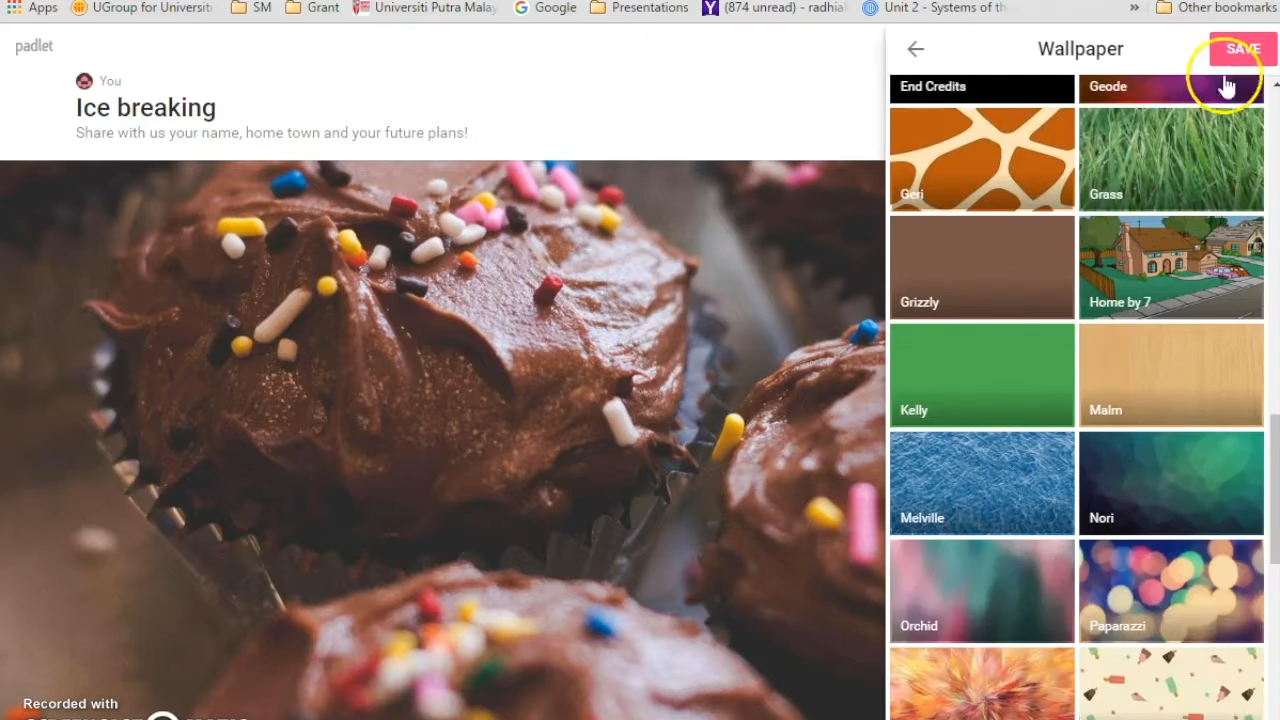 Apps UGroup for Universiti SM Grant Universiti Putra Malay Google Presentations (874 unread) - radhia Unit 2 - Systems of th » Other bookmarks
padlet
You
Ice breaking
Share with us your name, home town and your future plans!
Wallpaper
SAVE
End Credits
Geode
Geri
Grass
Grizzly
Home by 7
Kelly
Malm
Melville
Nori
Orchid
Paparazzi
Recorded with